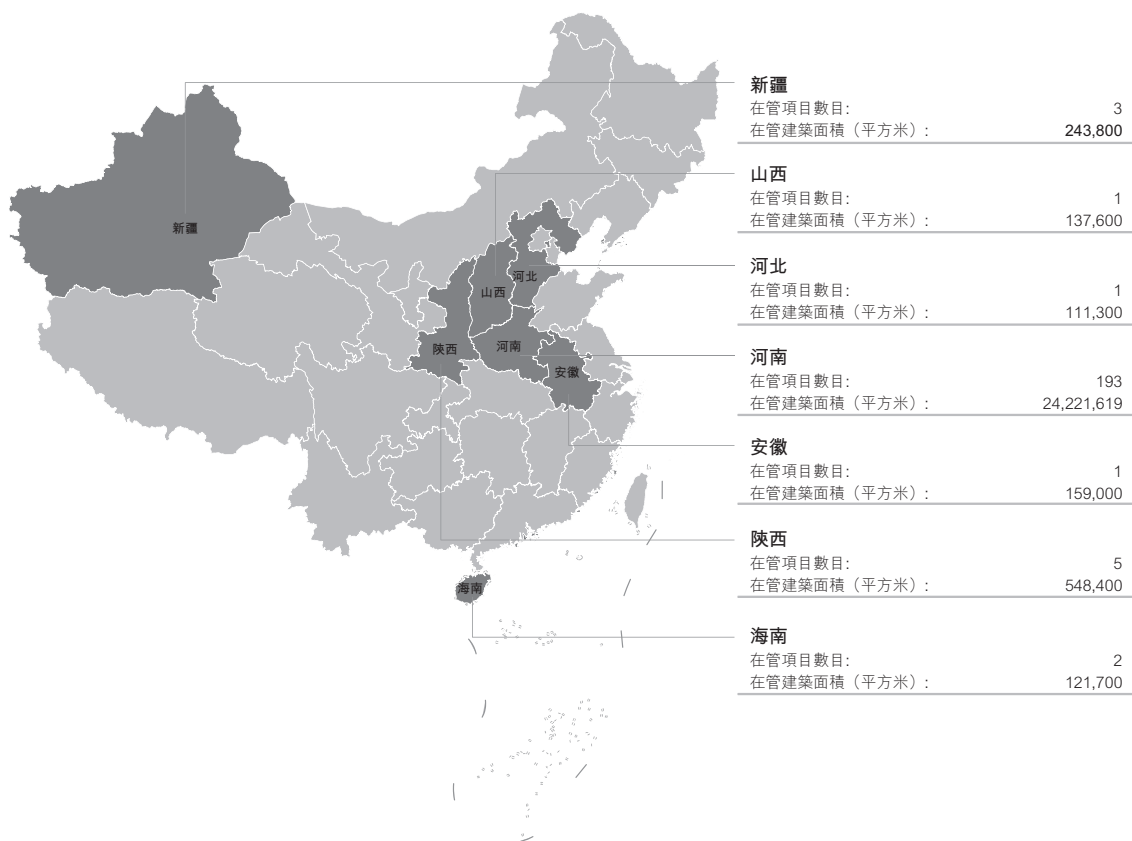 新疆
在管項目數目: 3
在管建築面積（平方米）: 243,800
山西
在管項目數目: 1
在管建築面積（平方米）: 137,600
河北
在管項目數目: 1
在管建築面積（平方米）: 111,300
河南
在管項目數目: 193
在管建築面積（平方米）: 24,221,619
安徽
在管項目數目: 1
在管建築面積（平方米）: 159,000
陝西
在管項目數目: 5
在管建築面積（平方米）: 548,400
海南
在管項目數目: 2
在管建築面積（平方米）: 121,700
新疆
河北
山西
陝西
河南
安徽
海南